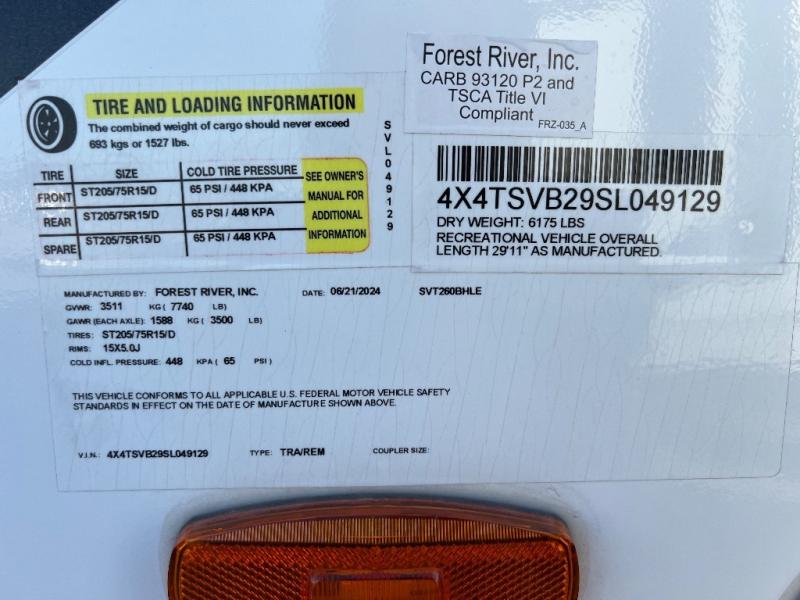 Forest River, Inc.
CARB 93120 P2 and
TSCA Title VI
Compliant
FRZ-035_A
TIRE AND LOADING INFORMATION
The combined weight of cargo should never exceed
693 kgs or 1527 lbs.
TIRE SIZE COLD TIRE PRESSURE
FRONT ST205/75R15/D 65 PSI / 448 KPA
REAR ST205/75R15/D 65 PSI / 448 KPA
SPARE ST205/75R15/D 65 PSI / 448 KPA
SEE OWNER'S
MANUAL FOR
ADDITIONAL
INFORMATION
SVL049129
4X4TSVB29SL049129
DRY WEIGHT: 6175 LBS
RECREATIONAL VEHICLE OVERALL
LENGTH 29'11" AS MANUFACTURED.
MANUFACTURED BY: FOREST RIVER, INC. DATE: 06/21/2024 SVT260BHLE
GVWR: 3511 KG ( 7740 LB)
GAWR (EACH AXLE): 1588 KG ( 3500 LB)
TIRES: ST205/75R15/D
RIMS: 15X5.0J
COLD INFL. PRESSURE: 448 KPA ( 65 PSI )
THIS VEHICLE CONFORMS TO ALL APPLICABLE U.S. FEDERAL MOTOR VEHICLE SAFETY
STANDARDS IN EFFECT ON THE DATE OF MANUFACTURE SHOWN ABOVE.
V.I.N.: 4X4TSVB29SL049129 TYPE: TRA/REM COUPLER SIZE: